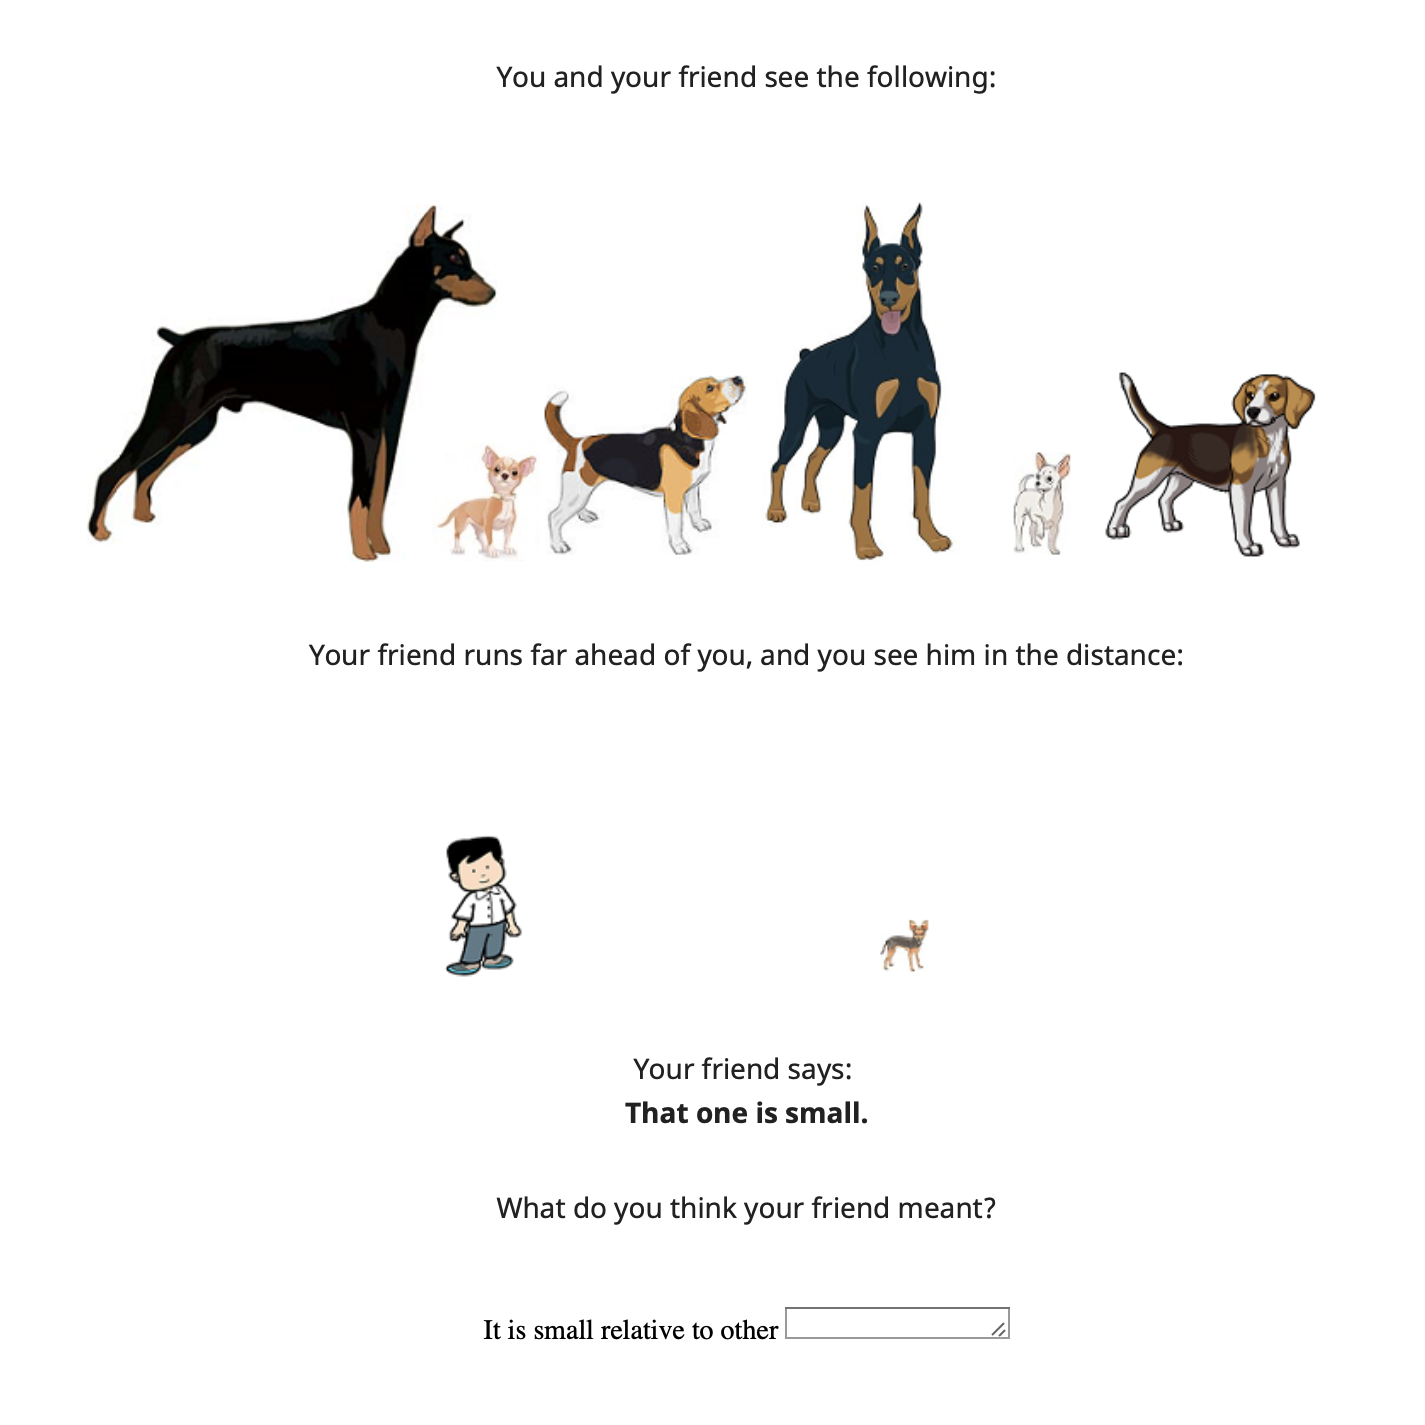 You and your friend see the following:
Your friend runs far ahead of you, and you see him in the distance:
Your friend says:
That one is small.
What do you think your friend meant?
It is small relative to other